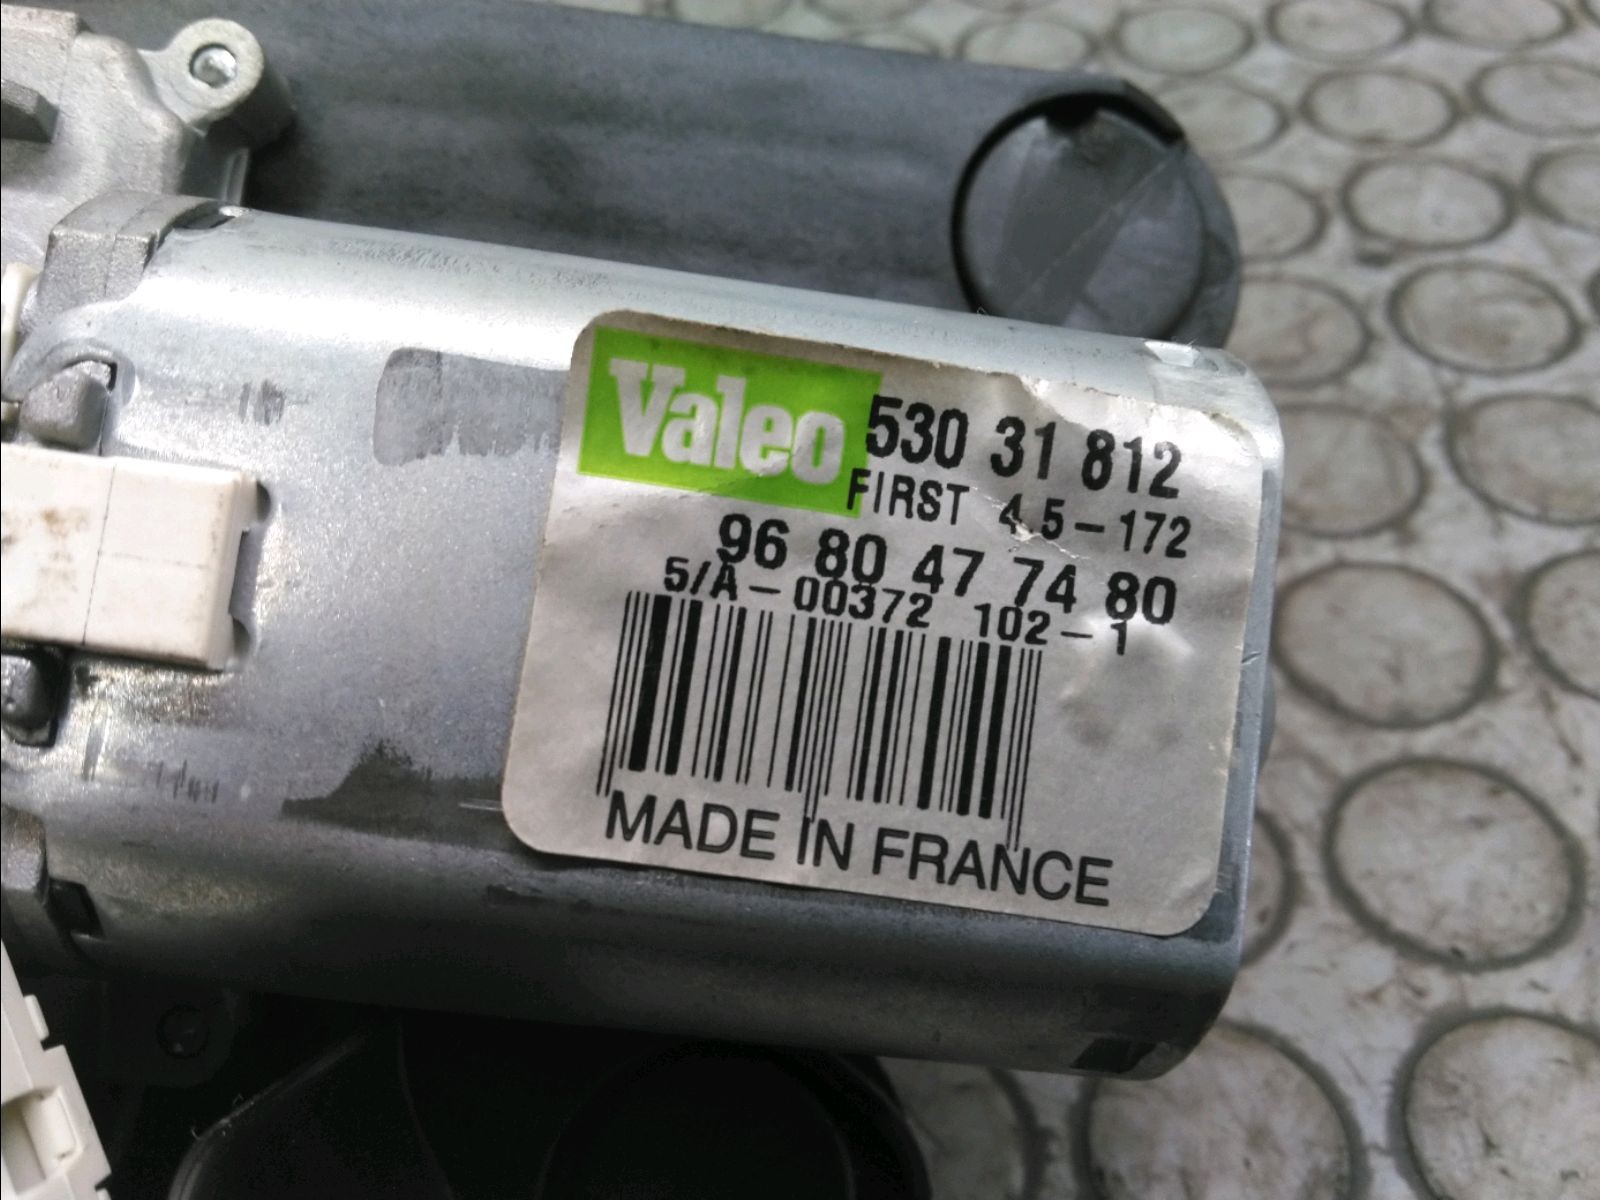 Valeo 530 31 812
FIRST 4.5-172
96 80 47 74 80
5/A-00372 102-1
MADE IN FRANCE